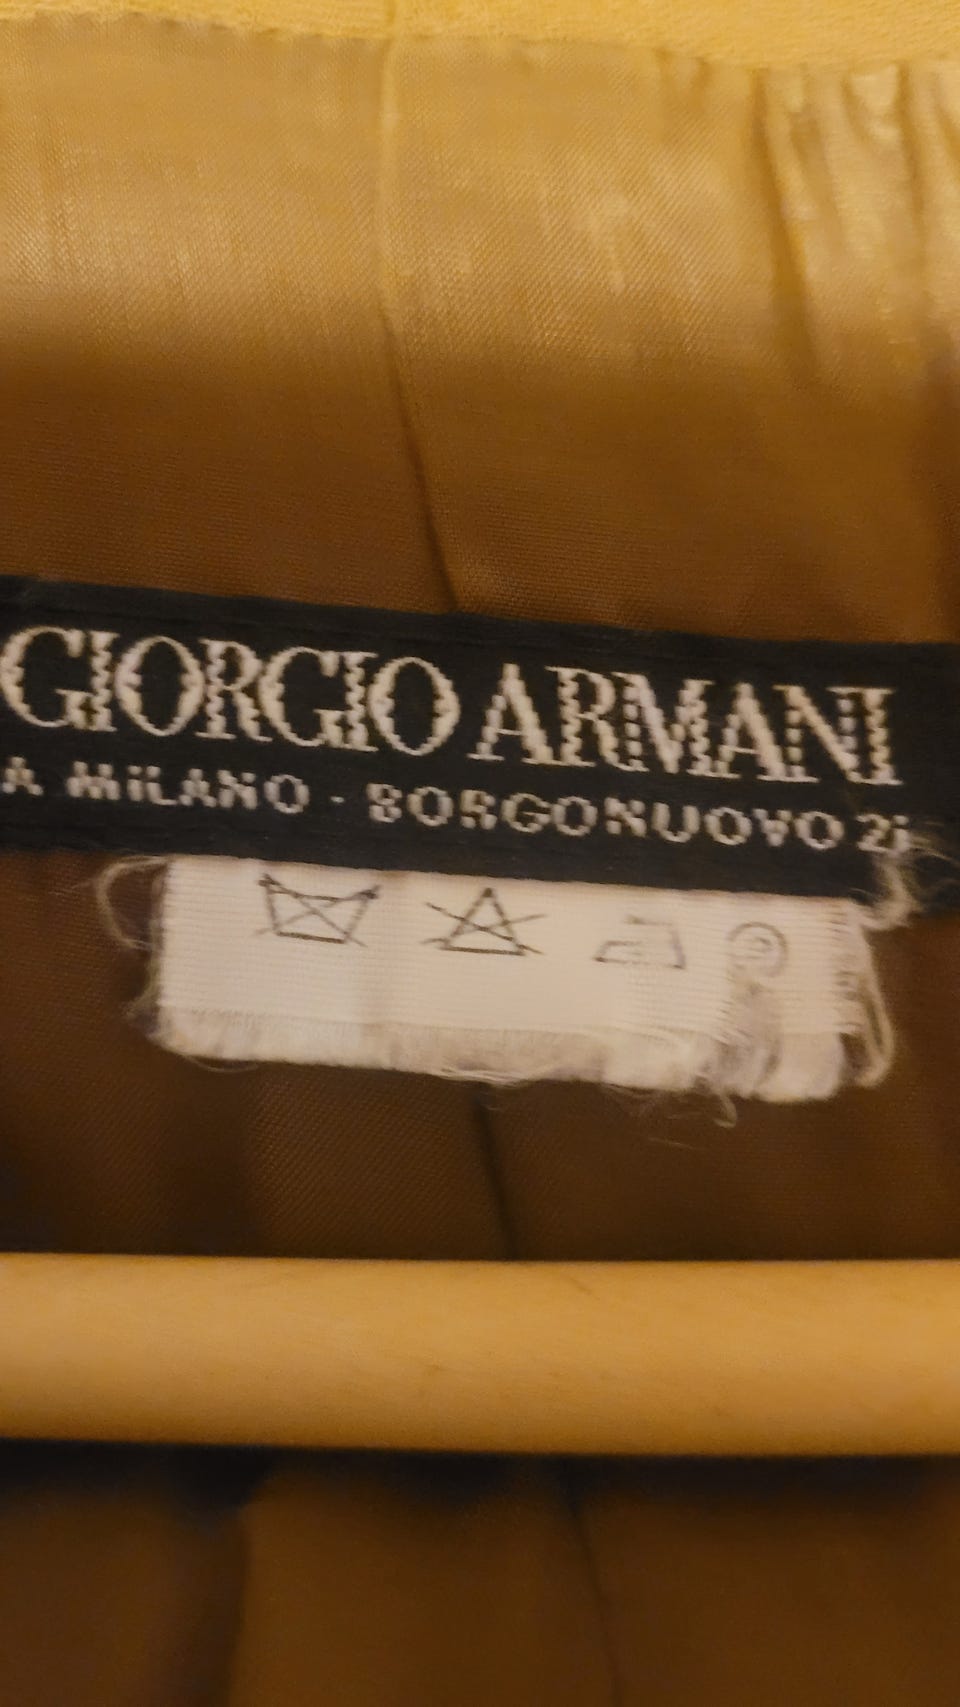 GIORGIO ARMANI
A MILANO - BORGONUOVO 21
P